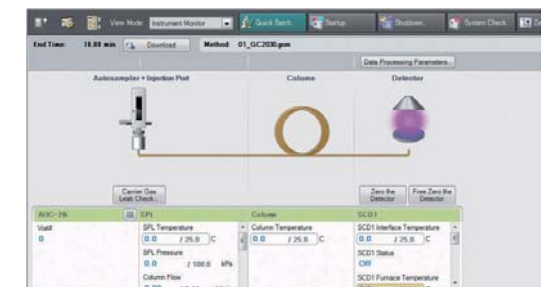 View Mode: Instrument Monitor Quick Batch Startup Shutdown... System Check
End Time: 16.88 min Download Method: 01_GC2030.gcm
Data Processing Parameters...
Autosampler + Injection Port Column Detector
Carrier Gas Leak Check... Zero the Detector Free Zero the Detector
AOC-20i SPL Column SCD1
Vial# SPL Temperature Column Temperature SCD1 Interface Temperature
0 0.0 / 25.0 C 0.0 / 25.0 C 0.0 / 25.0 C
SPL Pressure SCD1 Status
0.0 / 100.0 kPa Off
Column Flow SCD1 Furnace Temperature